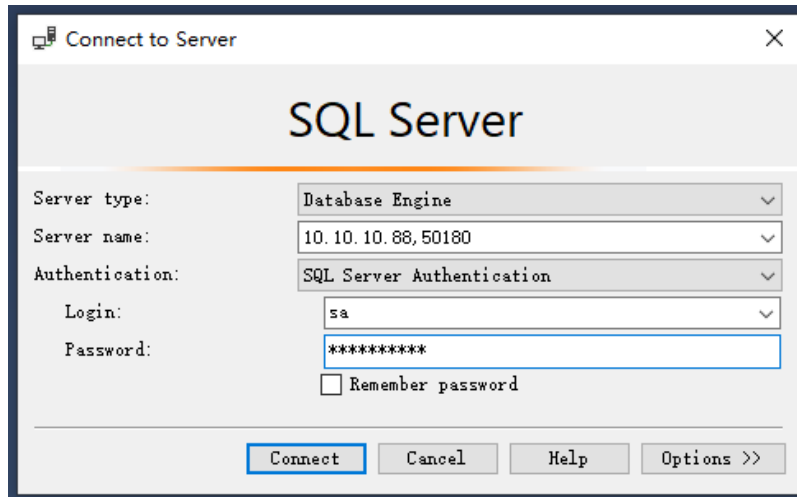 Connect to Server
SQL Server
Server type: Database Engine
Server name: 10.10.10.88,50180
Authentication: SQL Server Authentication
Login: sa
Password: **********
Remember password
Connect Cancel Help Options >>